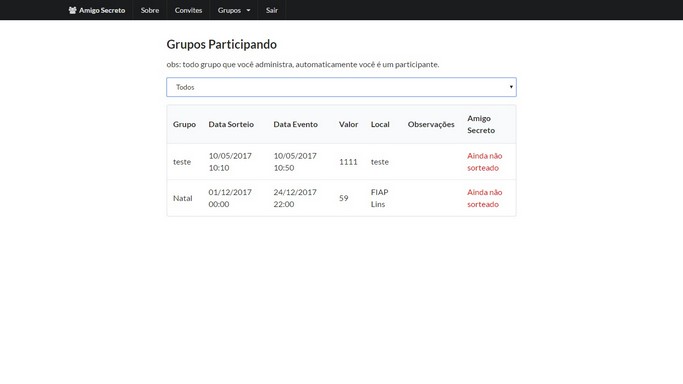 Amigo Secreto Sobre Convites Grupos Sair
Grupos Participando
obs: todo grupo que você administra, automaticamente você é um participante.
Todos
Grupo Data Sorteio Data Evento Valor Local Observações Amigo Secreto
teste 10/05/2017 10:10 10/05/2017 10:50 1111 teste Ainda não sorteado
Natal 01/12/2017 00:00 24/12/2017 22:00 59 FIAP Lins Ainda não sorteado